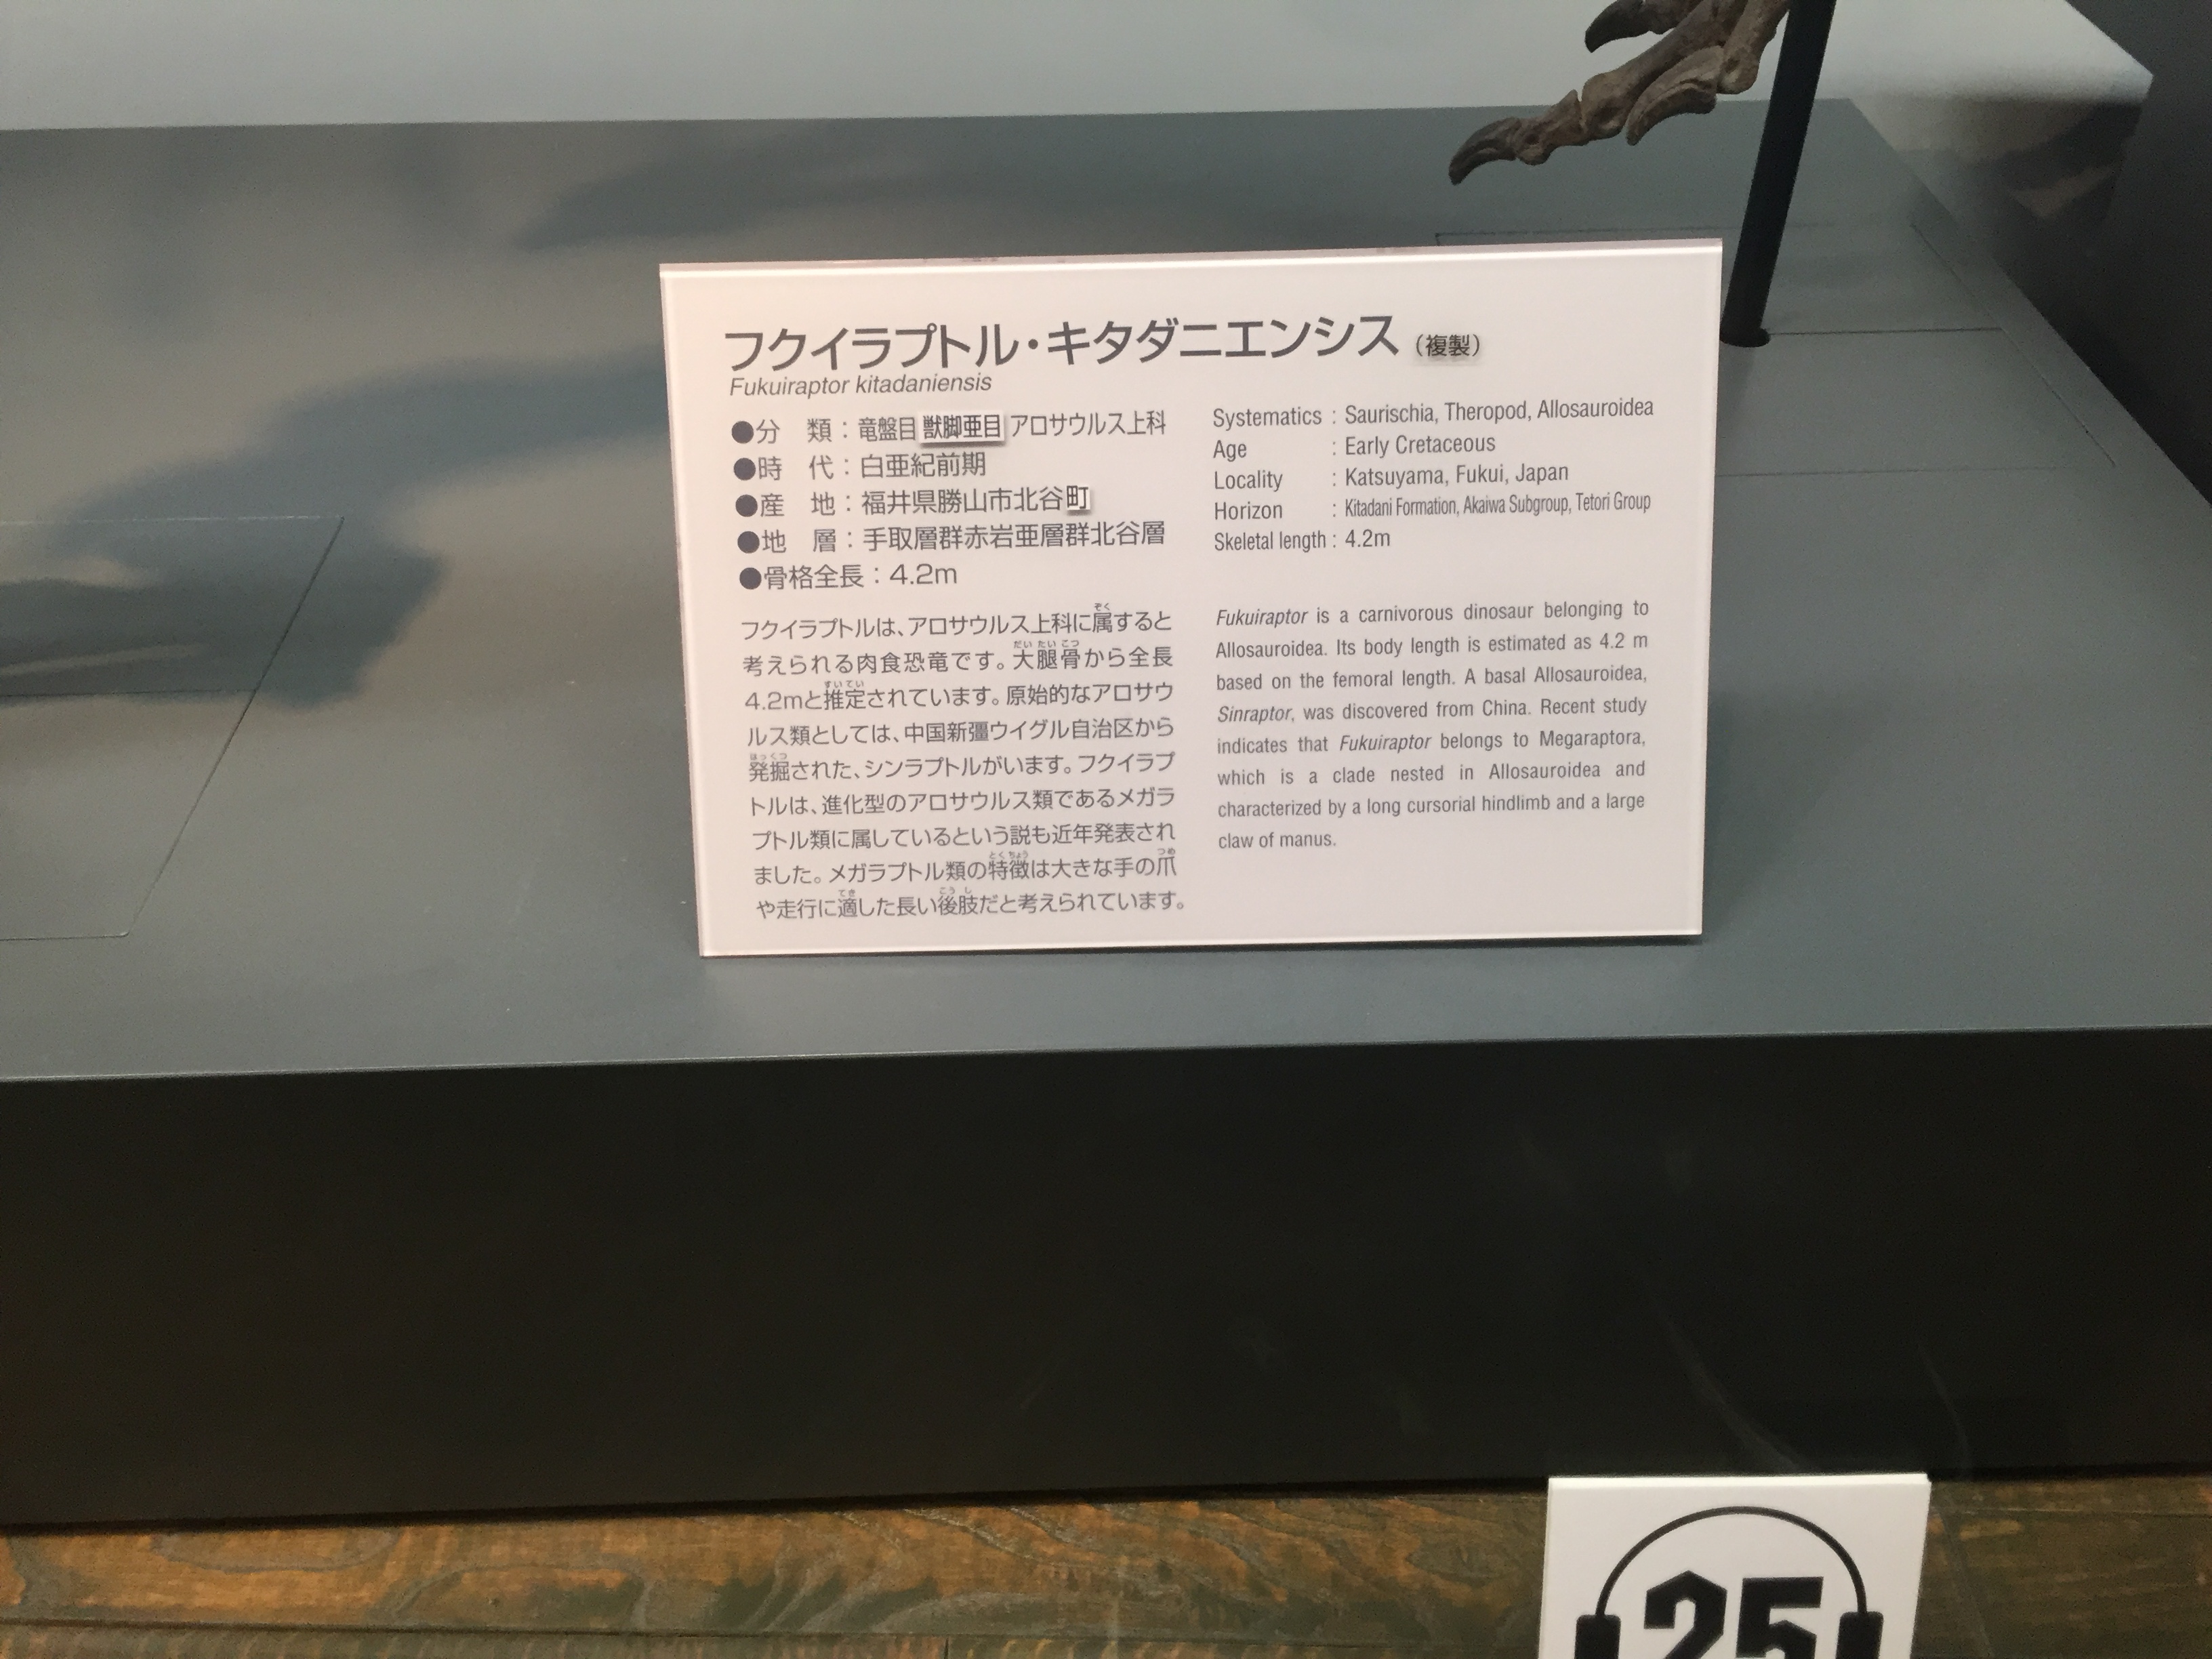 フクイラプトル・キタダニエンシス（複製）
Fukuiraptor kitadaniensis
●分　類：竜盤目 獣脚亜目 アロサウルス上科
●時　代：白亜紀前期
●産　地：福井県勝山市北谷町
●地　層：手取層群赤岩亜層群北谷層
●骨格全長：4.2m
フクイラプトルは、アロサウルス上科に属すると
考えられる肉食恐竜です。大腿骨から全長
4.2mと推定されています。原始的なアロサウ
ルス類としては、中国新疆ウイグル自治区から
発掘された、シンラプトルがいます。フクイラプ
トルは、進化型のアロサウルス類であるメガラ
プトル類に属しているという説も近年発表され
ました。メガラプトル類の特徴は大きな手の爪
や走行に適した長い後肢だと考えられています。
Systematics : Saurischia, Theropod, Allosauroidea
Age : Early Cretaceous
Locality : Katsuyama, Fukui, Japan
Horizon : Kitadani Formation, Akaiwa Subgroup, Tetori Group
Skeletal length : 4.2m
Fukuiraptor is a carnivorous dinosaur belonging to
Allosauroidea. Its body length is estimated as 4.2 m
based on the femoral length. A basal Allosauroidea,
Sinraptor, was discovered from China. Recent study
indicates that Fukuiraptor belongs to Megaraptora,
which is a clade nested in Allosauroidea and
characterized by a long cursorial hindlimb and a large
claw of manus.
25